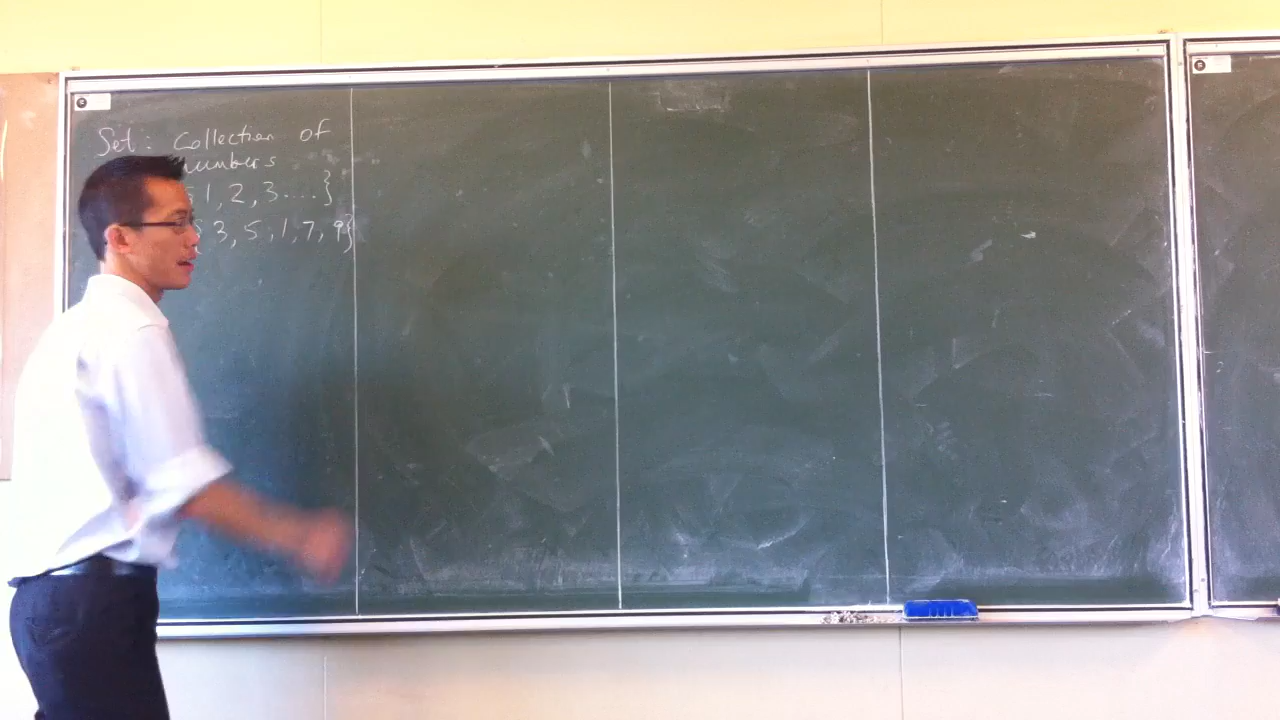 Set: Collection of
numbers
{1, 2, 3....}
{3, 5, 1, 7, 9}